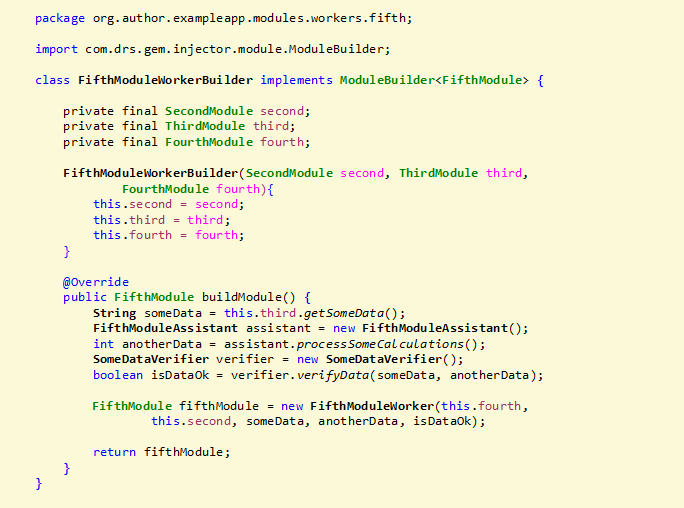 package org.author.exampleapp.modules.workers.fifth;
import com.drs.gem.injector.module.ModuleBuilder;
class FifthModuleWorkerBuilder implements ModuleBuilder<FifthModule> {
private final SecondModule second;
private final ThirdModule third;
private final FourthModule fourth;
FifthModuleWorkerBuilder(SecondModule second, ThirdModule third,
FourthModule fourth){
this.second = second;
this.third = third;
this.fourth = fourth;
}
@Override
public FifthModule buildModule() {
String someData = this.third.getSomeData();
FifthModuleAssistant assistant = new FifthModuleAssistant();
int anotherData = assistant.processSomeCalculations();
SomeDataVerifier verifier = new SomeDataVerifier();
boolean isDataOk = verifier.verifyData(someData, anotherData);
FifthModule fifthModule = new FifthModuleWorker(this.fourth,
this.second, someData, anotherData, isDataOk);
return fifthModule;
}
}